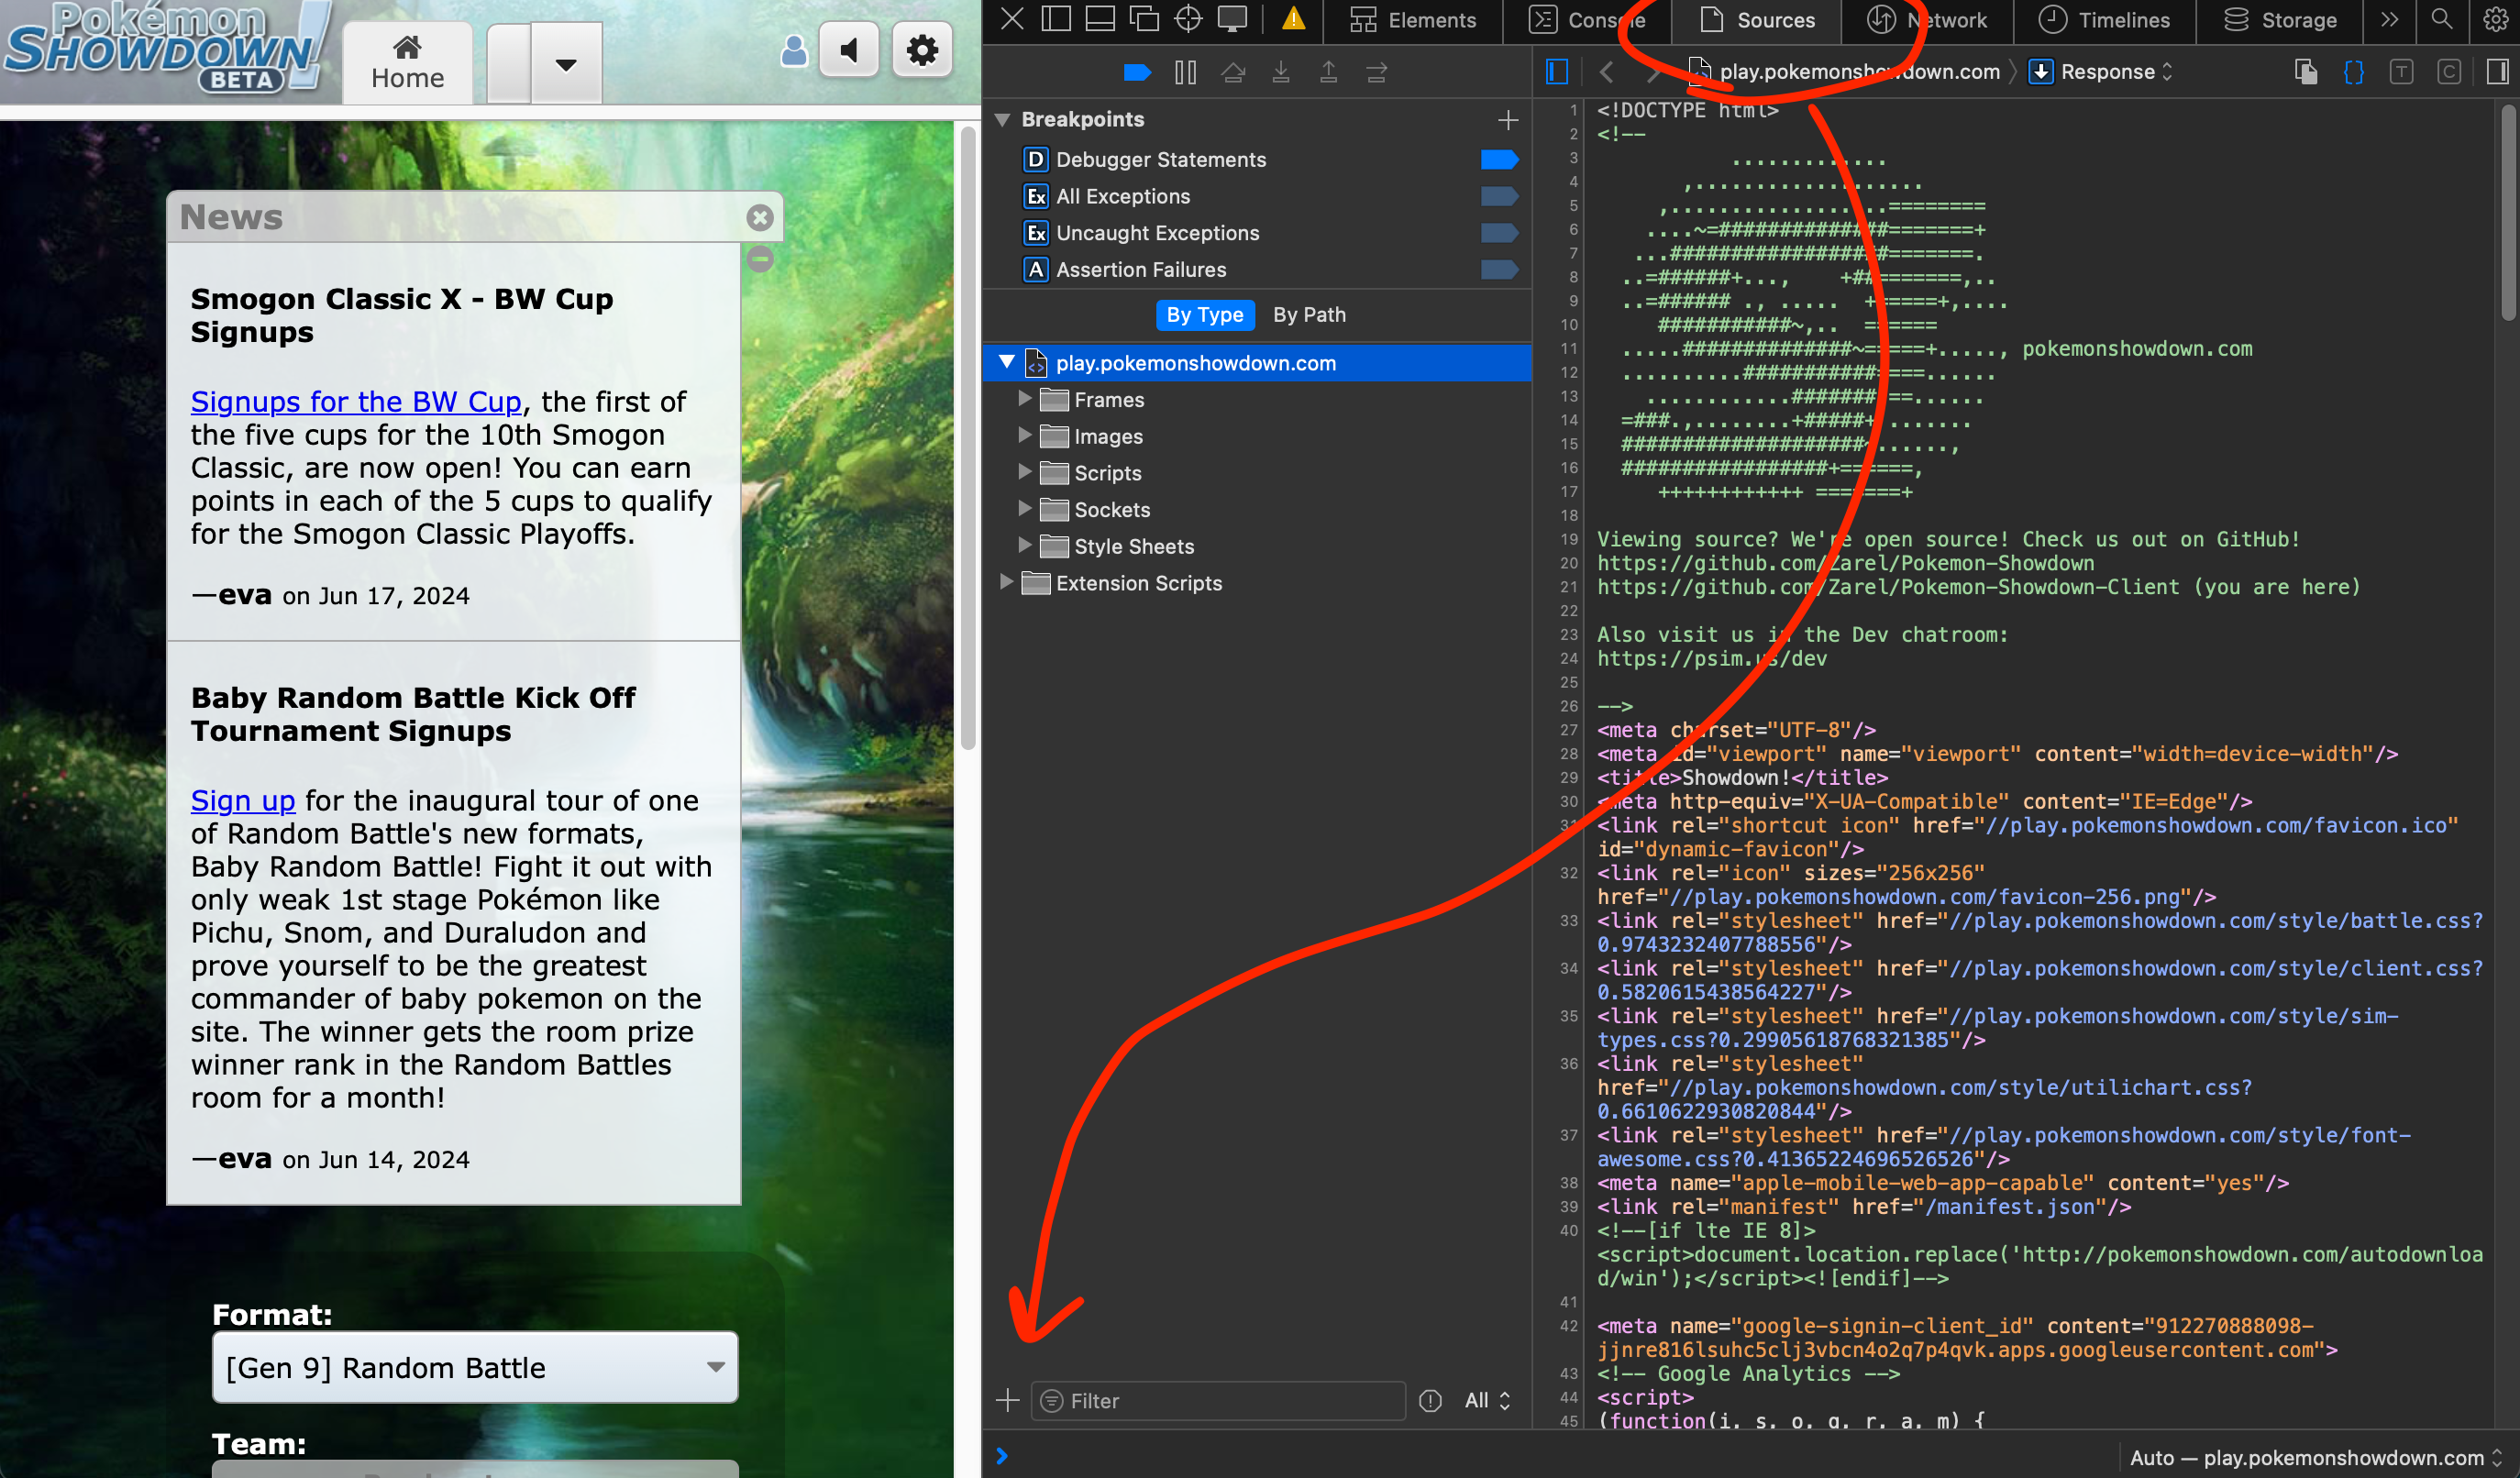 Pokémon
SHOWDOWN!
BETA
Home
News
Smogon Classic X - BW Cup
Signups
Signups for the BW Cup, the first of
the five cups for the 10th Smogon
Classic, are now open! You can earn
points in each of the 5 cups to qualify
for the Smogon Classic Playoffs.
—eva on Jun 17, 2024
Baby Random Battle Kick Off
Tournament Signups
Sign up for the inaugural tour of one
of Random Battle's new formats,
Baby Random Battle! Fight it out with
only weak 1st stage Pokémon like
Pichu, Snom, and Duraludon and
prove yourself to be the greatest
commander of baby pokemon on the
site. The winner gets the room prize
winner rank in the Random Battles
room for a month!
—eva on Jun 14, 2024
Format:
[Gen 9] Random Battle
Team:
Elements
Console
Sources
Network
Timelines
Storage
play.pokemonshowdown.com
Response
Breakpoints
D Debugger Statements
Ex All Exceptions
Ex Uncaught Exceptions
A Assertion Failures
By Type By Path
play.pokemonshowdown.com
Frames
Images
Scripts
Sockets
Style Sheets
Extension Scripts
Filter
All
1 <!DOCTYPE html>
2 <!--
3
4
5
6
7
8
9
10
11 pokemonshowdown.com
12
13
14
15
16
17
18
19 Viewing source? We're open source! Check us out on GitHub!
20 https://github.com/Zarel/Pokemon-Showdown
21 https://github.com/Zarel/Pokemon-Showdown-Client (you are here)
22
23 Also visit us in the Dev chatroom:
24 https://psim.us/dev
25
26 -->
27 <meta charset="UTF-8"/>
28 <meta id="viewport" name="viewport" content="width=device-width"/>
29 <title>Showdown!</title>
30 <meta http-equiv="X-UA-Compatible" content="IE=Edge"/>
31 <link rel="shortcut icon" href="//play.pokemonshowdown.com/favicon.ico"
id="dynamic-favicon"/>
32 <link rel="icon" sizes="256x256"
href="//play.pokemonshowdown.com/favicon-256.png"/>
33 <link rel="stylesheet" href="//play.pokemonshowdown.com/style/battle.css?
0.9743232407788556"/>
34 <link rel="stylesheet" href="//play.pokemonshowdown.com/style/client.css?
0.5820615438564227"/>
35 <link rel="stylesheet" href="//play.pokemonshowdown.com/style/sim-
types.css?0.29905618768321385"/>
36 <link rel="stylesheet"
href="//play.pokemonshowdown.com/style/utilichart.css?
0.6610622930820844"/>
37 <link rel="stylesheet" href="//play.pokemonshowdown.com/style/font-
awesome.css?0.41365224696526526"/>
38 <meta name="apple-mobile-web-app-capable" content="yes"/>
39 <link rel="manifest" href="/manifest.json"/>
40 <!--[if lte IE 8]>
<script>document.location.replace('http://pokemonshowdown.com/autodownloa
d/win');</script><![endif]-->
41
42 <meta name="google-signin-client_id" content="912270888098-
jjnre816lsuhc5clj3vbcn4o2q7p4qvk.apps.googleusercontent.com">
43 <!-- Google Analytics -->
44 <script>
45 (function(i, s, o, g, r, a, m) {
Auto — play.pokemonshowdown.com